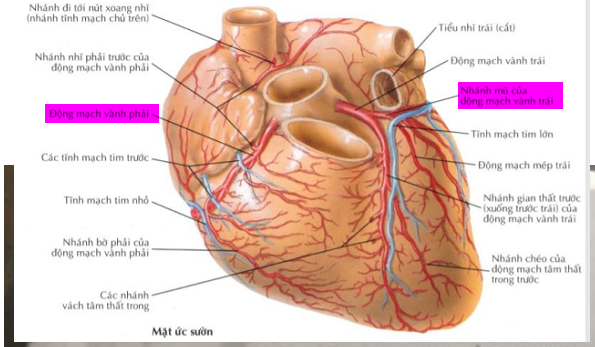 Nhánh đi tới nút xoang nhĩ
(nhánh tĩnh mạch chủ trên)
Nhánh nhĩ phải trước của
động mạch vành phải
Động mạch vành phải
Các tĩnh mạch tim trước
Tĩnh mạch tim nhỏ
Nhánh bờ phải của
động mạch vành phải
Các nhánh
vách tâm thất trong
Tiểu nhĩ trái (cắt)
Động mạch vành trái
Nhánh mũ của
động mạch vành trái
Tĩnh mạch tim lớn
Động mạch mép trái
Nhánh gian thất trước
(xuống trước trái) của
động mạch vành trái
Nhánh chéo của
động mạch tâm thất
trong trước
Mặt ức sườn